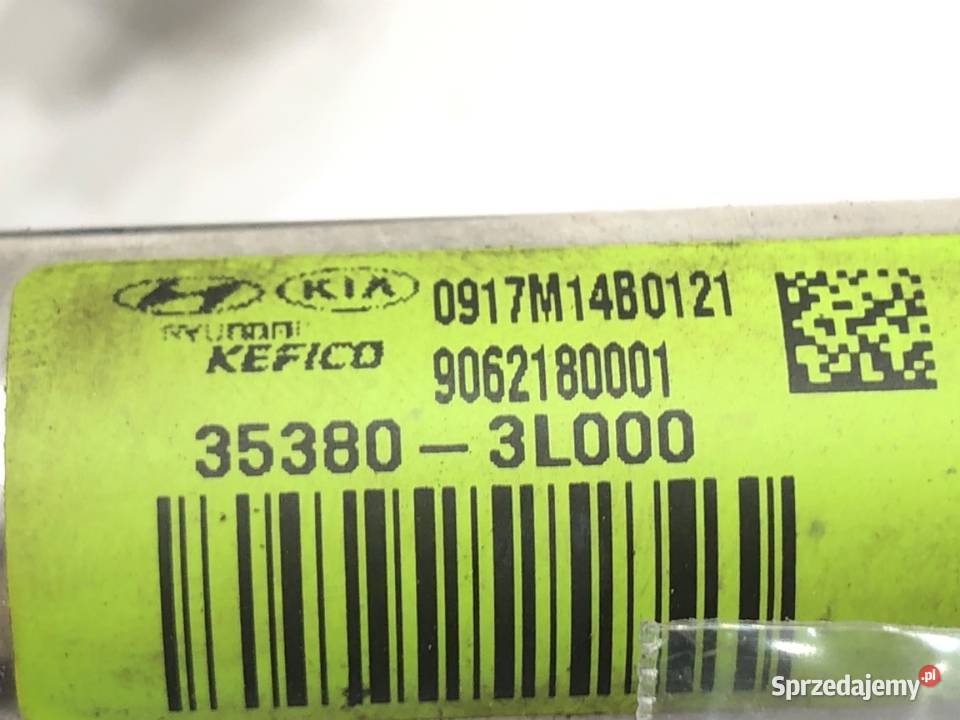 KIA 0917M14B0121
HYUNDAI
KEFICO 9062180001
35380-3L000
Sprzedajemy.pl